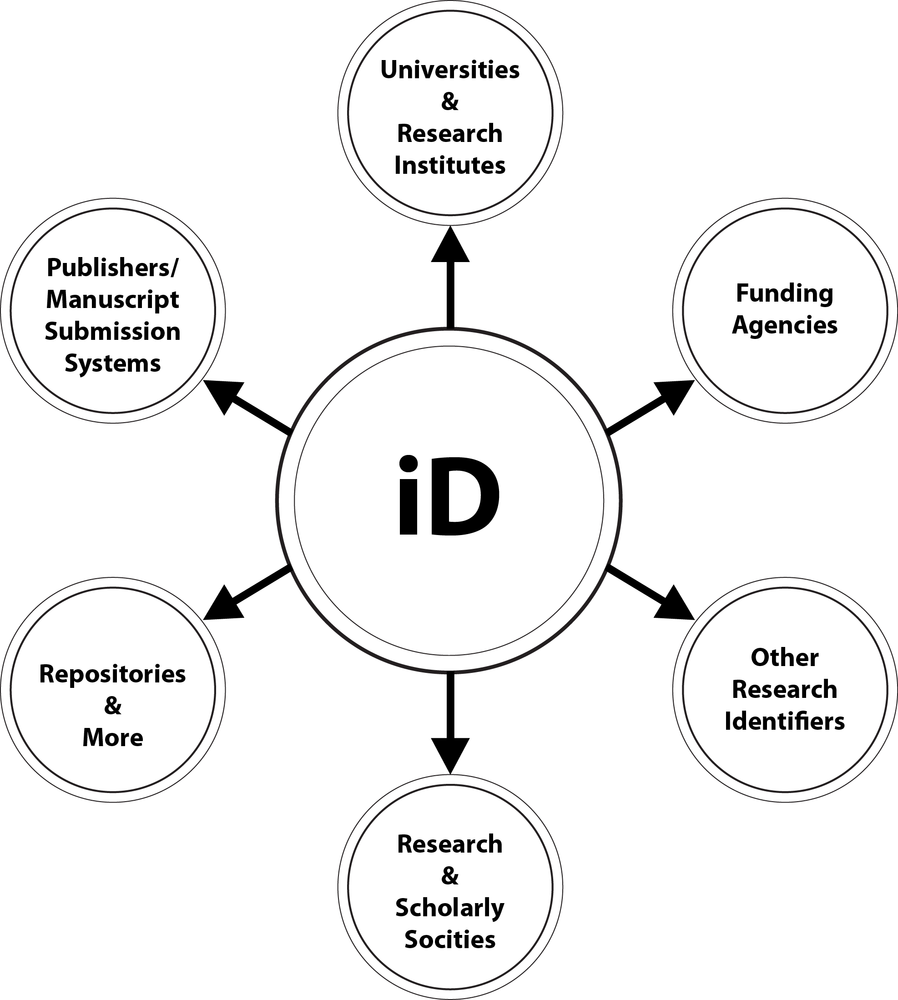 Universities
&
Research
Institutes
Publishers/
Manuscript
Submission
Systems
Funding
Agencies
iD
Repositories
&
More
Other
Research
Identifiers
Research
&
Scholarly
Socities